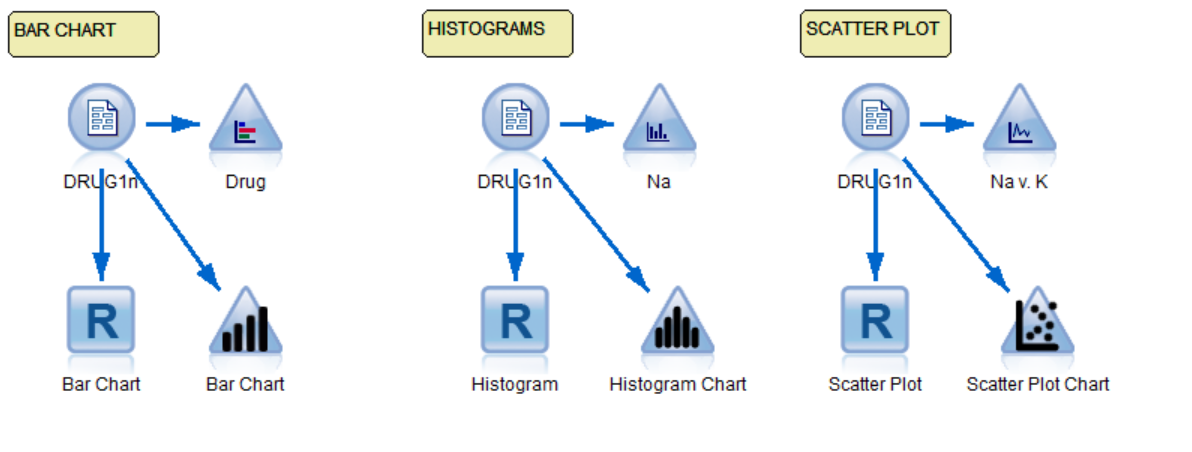 BAR CHART
HISTOGRAMS
SCATTER PLOT
DRUG1n
Drug
DRUG1n
Na
DRUG1n
Na v. K
R
R
R
Bar Chart
Bar Chart
Histogram
Histogram Chart
Scatter Plot
Scatter Plot Chart